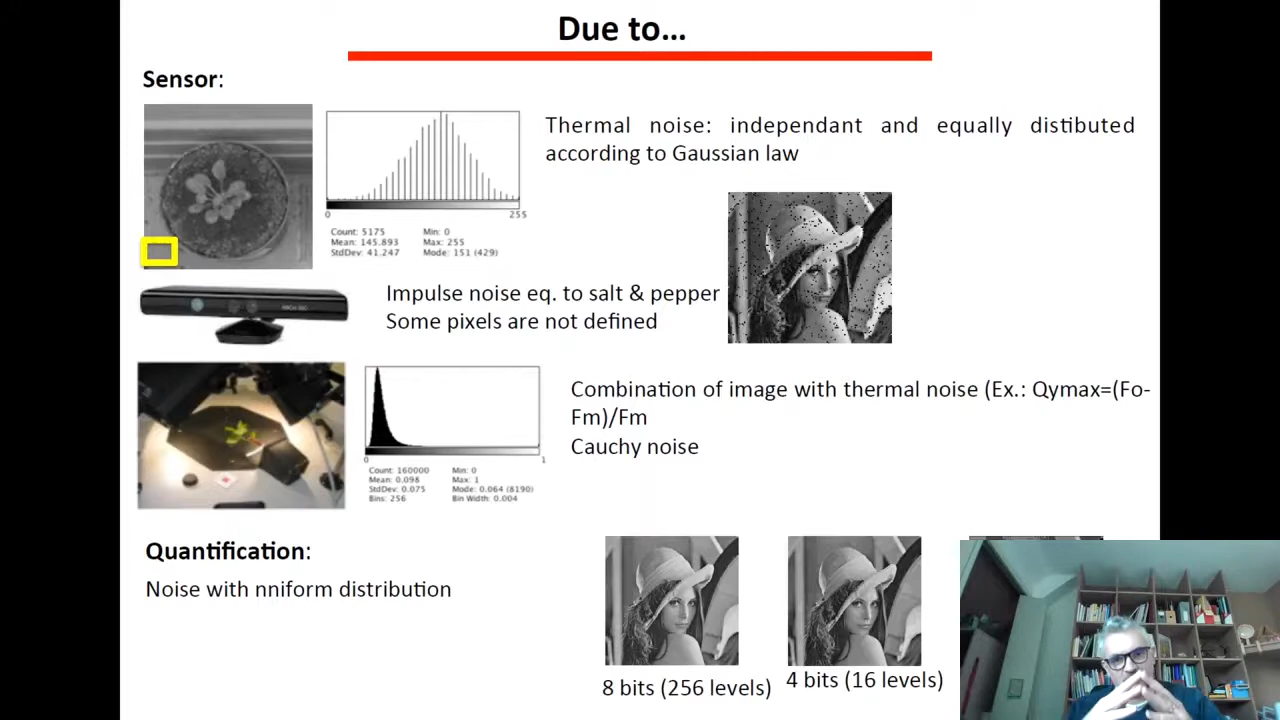 Due to...
Sensor:
Thermal noise: independant and equally distibuted
according to Gaussian law
0 255
Count: 5175 Min: 0
Mean: 145.893 Max: 255
StdDev: 41.247 Mode: 151 (429)
Impulse noise eq. to salt & pepper
Some pixels are not defined
Combination of image with thermal noise (Ex.: Qymax=(Fo-
Fm)/Fm
Cauchy noise
0 1
Count: 160000 Min: 0
Mean: 0.098 Max: 1
StdDev: 0.075 Mode: 0.064 (8190)
Bins: 256 Bin Width: 0.004
Quantification:
Noise with nniform distribution
8 bits (256 levels) 4 bits (16 levels)